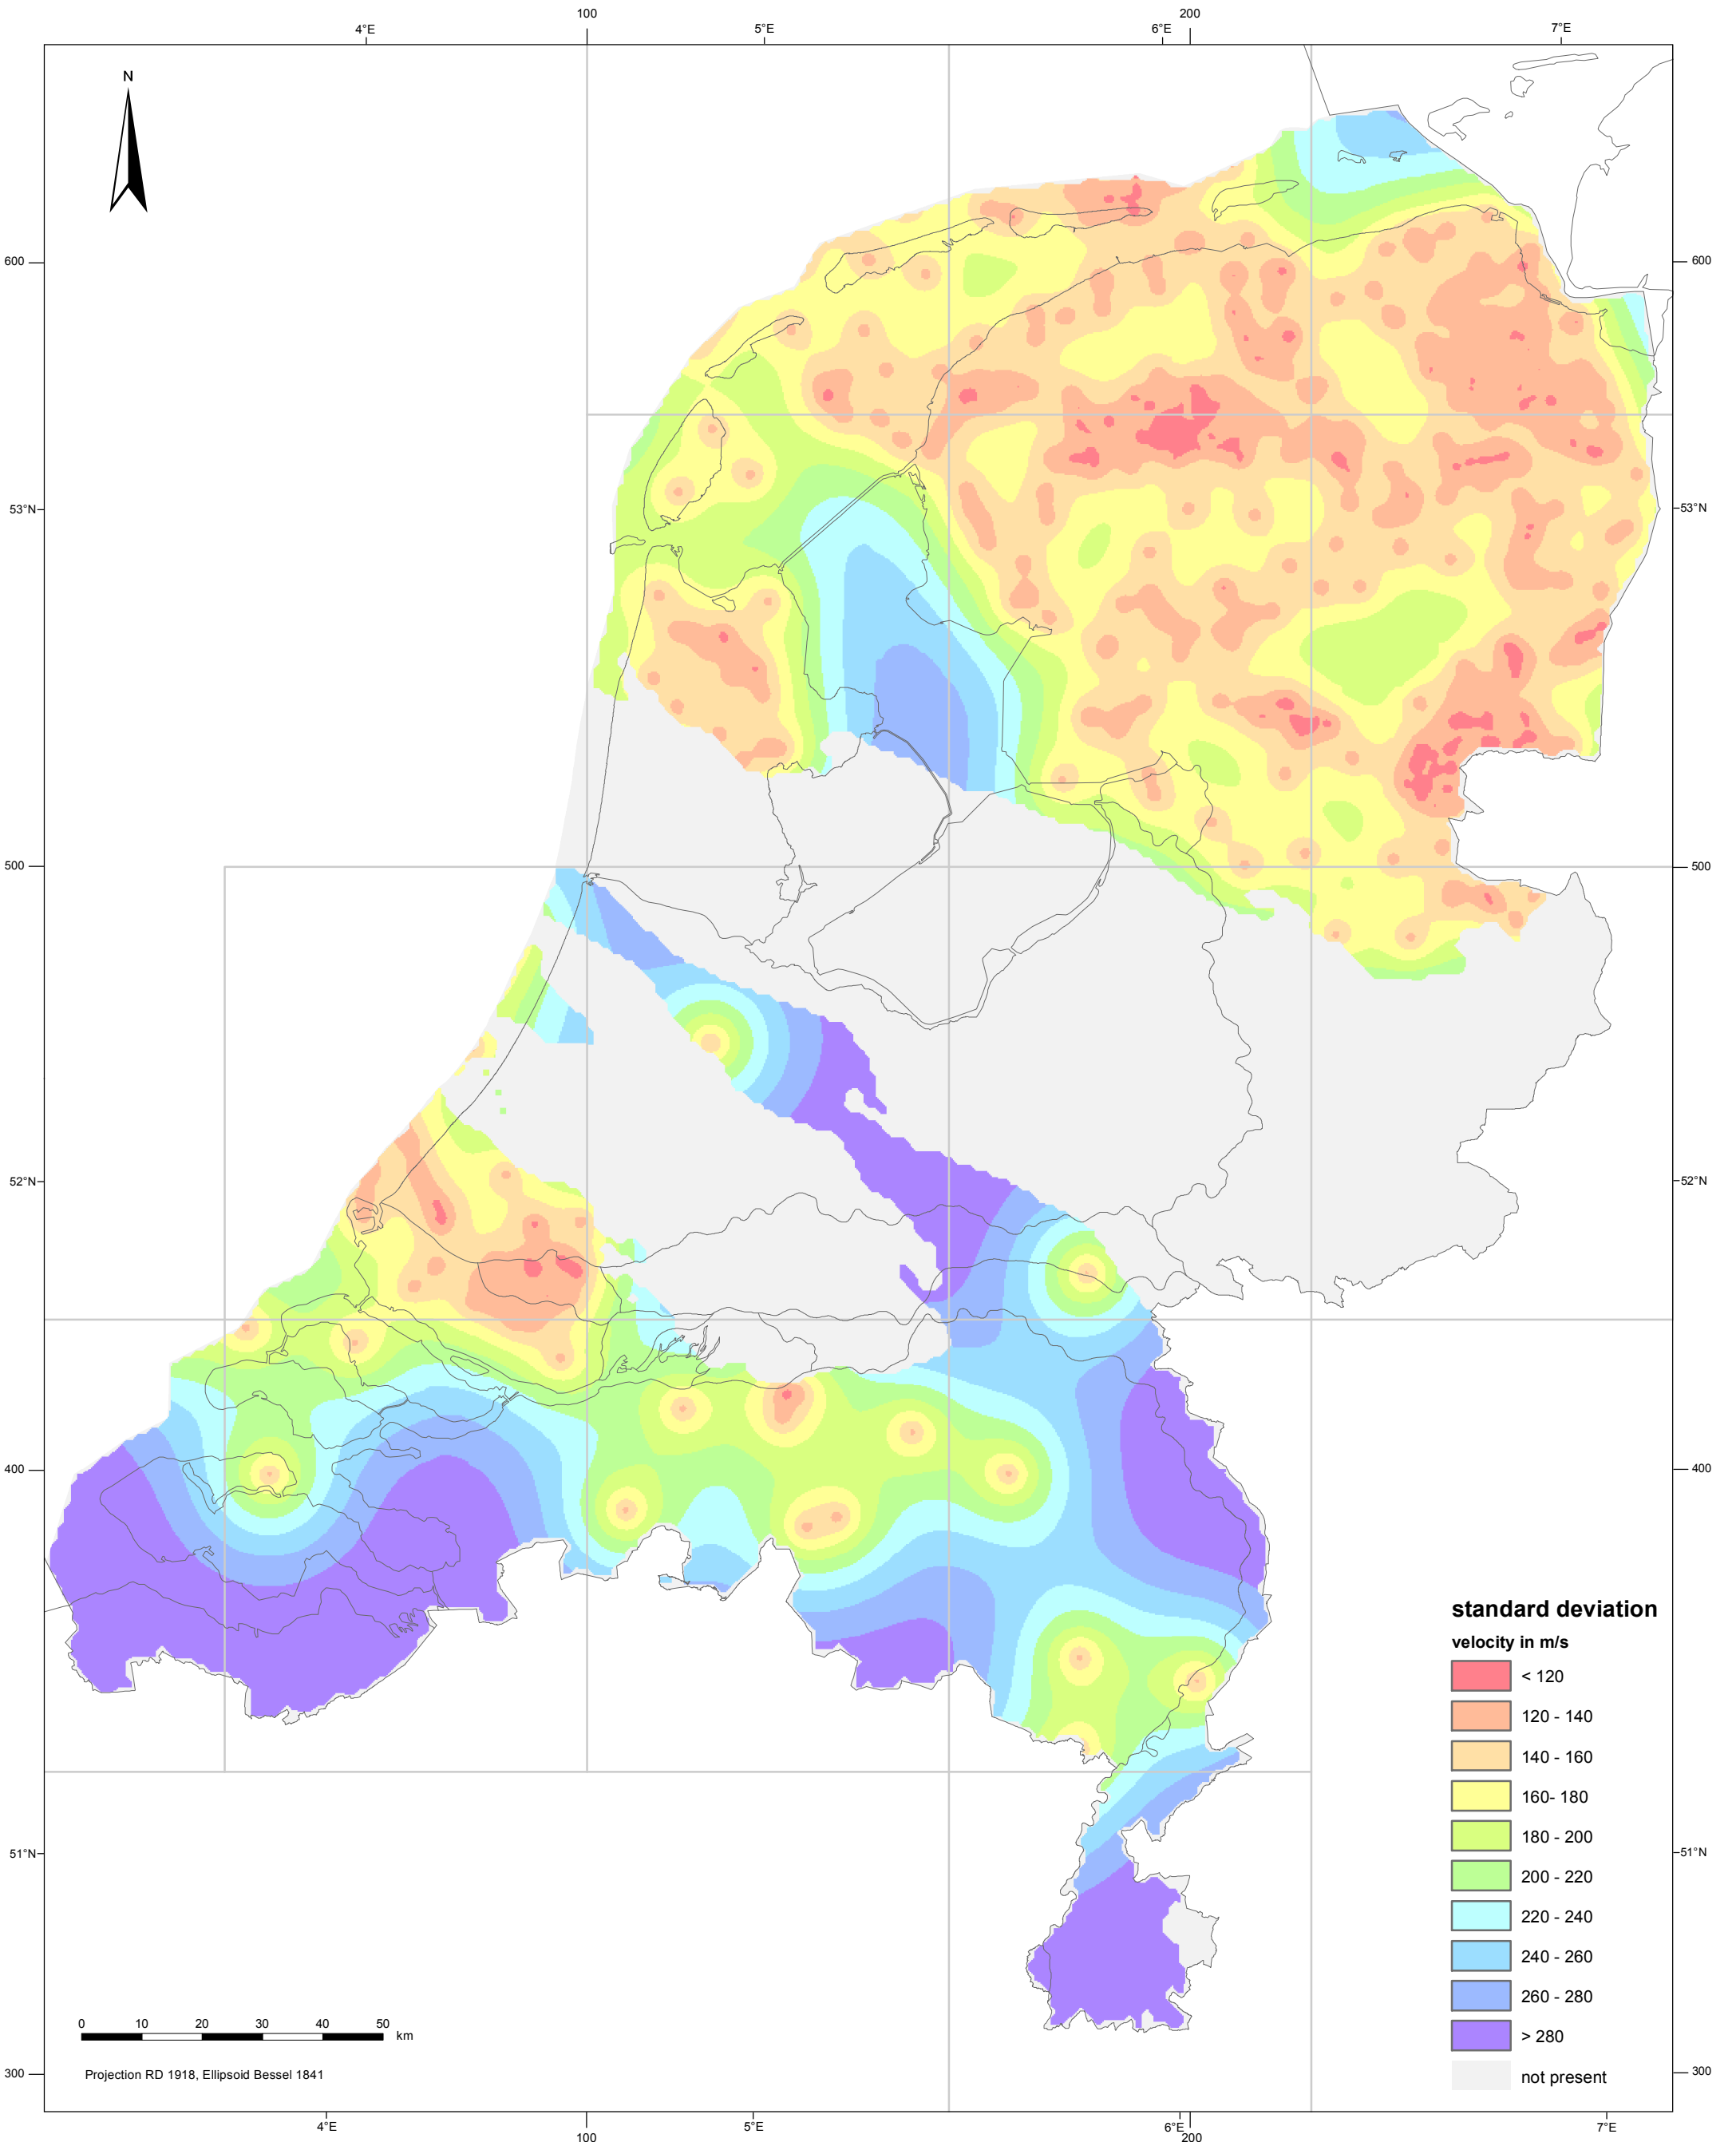 100
200
4°E
5°E
6°E
7°E
N
600
600
53°N
53°N
500
500
52°N
52°N
400
400
standard deviation
velocity in m/s
< 120
120 - 140
140 - 160
160- 180
180 - 200
200 - 220
220 - 240
240 - 260
260 - 280
> 280
not present
51°N
51°N
0 10 20 30 40 50 km
Projection RD 1918, Ellipsoid Bessel 1841
300
300
4°E
5°E
6°E
7°E
100
200